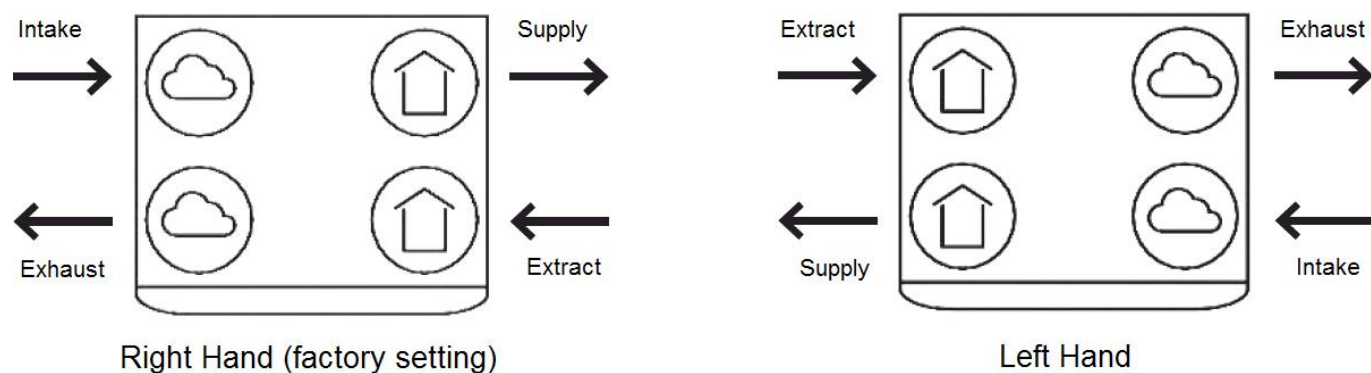 Intake
Supply
Exhaust
Extract
Right Hand (factory setting)
Extract
Exhaust
Supply
Intake
Left Hand